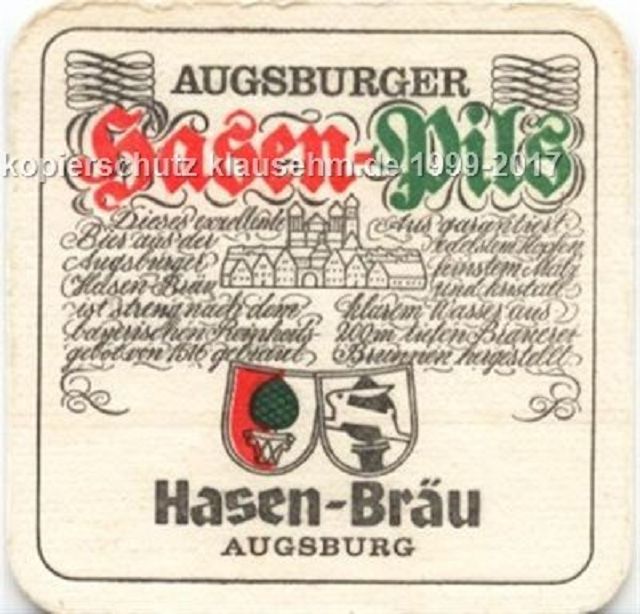 AUGSBURGER
Hasen-Pils
kopierschutz klausehm.de 1999-2017
Dieses exzellente
Bier aus der
Augsburger
Hasen-Bräu
ist streng nach dem
bayerischen Reinheits
gebot von 1516 gebraut
Aus garantiert
edelstem Hopfen
feinstem Malz
und kristall
klarem Wasser aus
200m tiefen Brauerei
Brunnen hergestellt
Hasen-Bräu
AUGSBURG